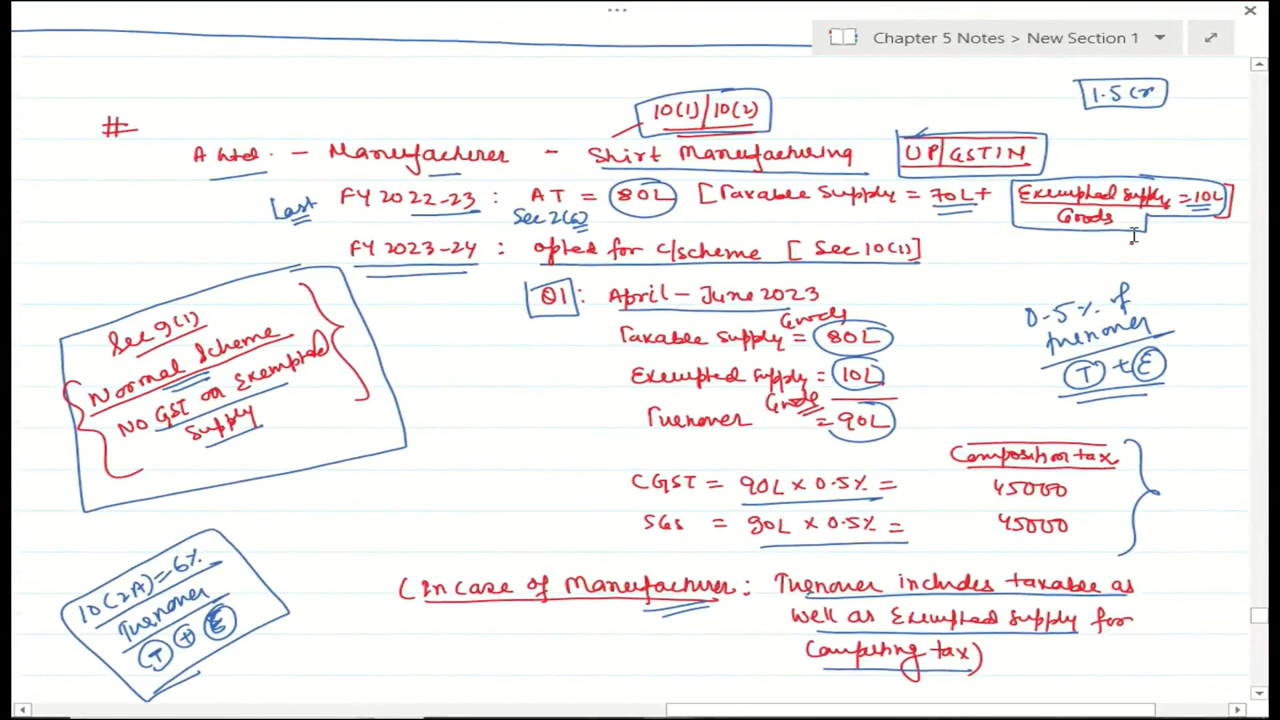 Chapter 5 Notes > New Section 1
1.5 Cr
# 10(1) | 10(2)
A Ltd. - Manufacturer - Shirt Manufacturing UP | GSTIN
Last FY 2022-23 : AT = 80L [Taxable Supply = 70L + Exempted Supply = 10L]
Sec 2(6) Goods
FY 2023-24 : opted for c/scheme [Sec 10(1)]
Q1 : April - June 2023
Taxable supply Goods = 80L
Exempted supply = 10L
Goods
Turnover = 90L
0.5% of
turnover
T + E
Sec 9(1)
Normal Scheme
No GST on Exempted
Supply
Composition tax
CGST = 90L x 0.5% = 45000
SGS = 90L x 0.5% = 45000
10(2A) = 6%
Turnover
T + E
(In case of Manufacturer: Turnover includes taxable as
well as Exempted supply for
Computing tax)